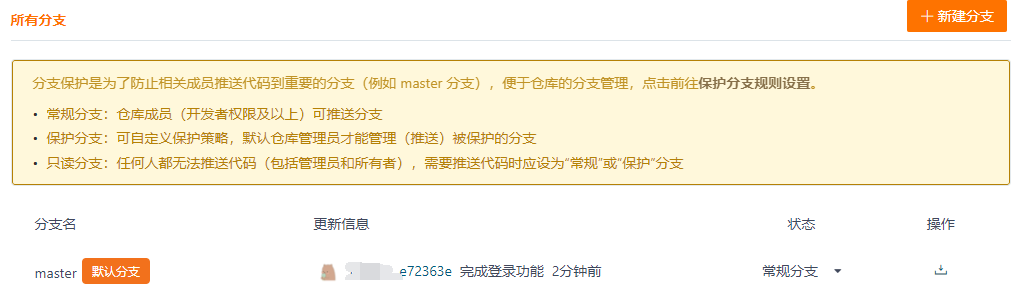 所有分支
+ 新建分支
分支保护是为了防止相关成员推送代码到重要的分支（例如 master 分支），便于仓库的分支管理，点击前往保护分支规则设置。
• 常规分支：仓库成员（开发者权限及以上）可推送分支
• 保护分支：可自定义保护策略，默认仓库管理员才能管理（推送）被保护的分支
• 只读分支：任何人都无法推送代码（包括管理员和所有者），需要推送代码时应设为“常规”或“保护”分支
分支名 更新信息 状态 操作
master 默认分支 e72363e 完成登录功能 2分钟前 常规分支